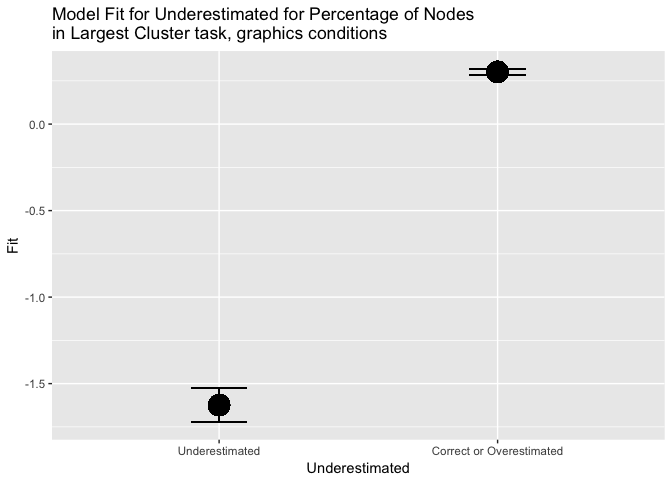 Model Fit for Underestimated for Percentage of Nodes
in Largest Cluster task, graphics conditions
0.0
-0.5
-1.0
-1.5
Fit
Underestimated
Correct or Overestimated
Underestimated